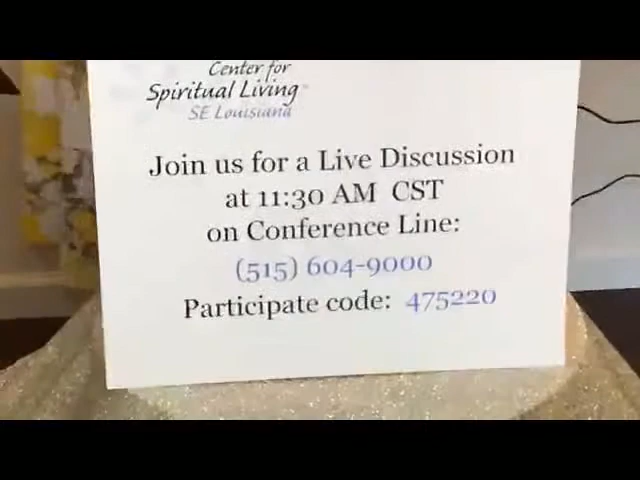 Center for
Spiritual Living
SE Louisiana
Join us for a Live Discussion
at 11:30 AM CST
on Conference Line:
(515) 604-9000
Participate code: 475220